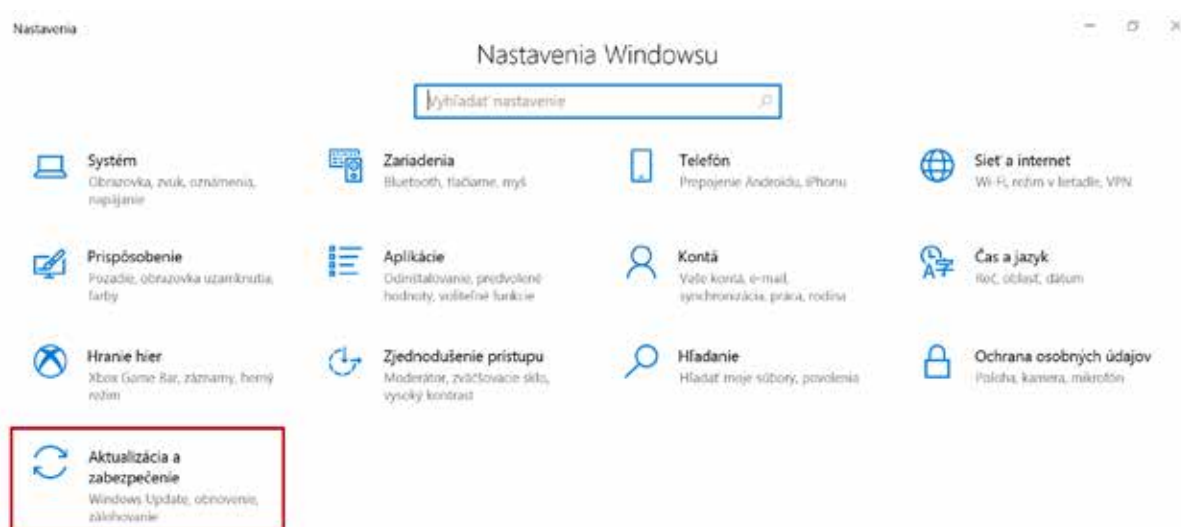 Nastavenia
Nastavenia Windowsu
Vyhľadať nastavenie
Systém
Obrazovka, zvuk, oznámenia,
napájanie
Zariadenia
Bluetooth, tlačiarne, myš
Telefón
Prepojenie Androidu, iPhonu
Sieť a internet
Wi-Fi, režim v lietadle, VPN
Prispôsobenie
Pozadie, obrazovka uzamknutia,
farby
Aplikácie
Odinštalovanie, predvolené
hodnoty, voliteľné funkcie
Kontá
Vaše kontá, e-mail,
synchronizácia, práca, rodina
Čas a jazyk
Reč, oblasť, dátum
Hranie hier
Xbox Game Bar, záznamy, herný
režim
Zjednodušenie prístupu
Moderátor, zväčšovacie sklo,
vysoký kontrast
Hľadanie
Hľadať moje súbory, povolenia
Ochrana osobných údajov
Poloha, kamera, mikrofón
Aktualizácia a
zabezpečenie
Windows Update, obnovenie,
zálohovanie